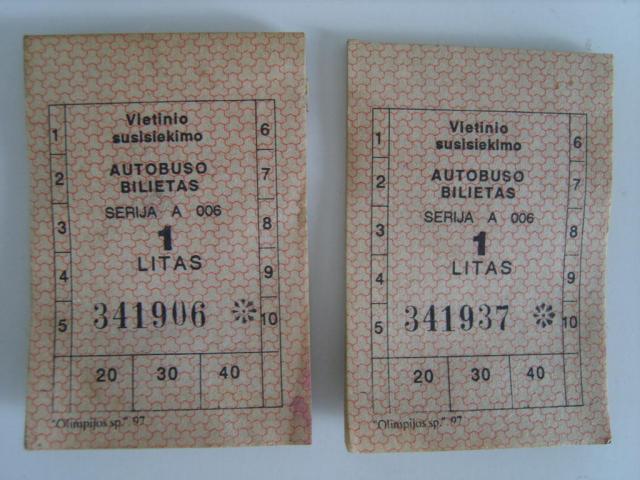 Vietinio
susisiekimo
AUTOBUSO
BILIETAS
SERIJA A 006
1
LITAS
341906
1
2
3
4
5
6
7
8
9
10
20 30 40
"Olimpijos sp." 97
Vietinio
susisiekimo
AUTOBUSO
BILIETAS
SERIJA A 006
1
LITAS
341937
1
2
3
4
5
6
7
8
9
10
20 30 40
"Olimpijos sp." 97